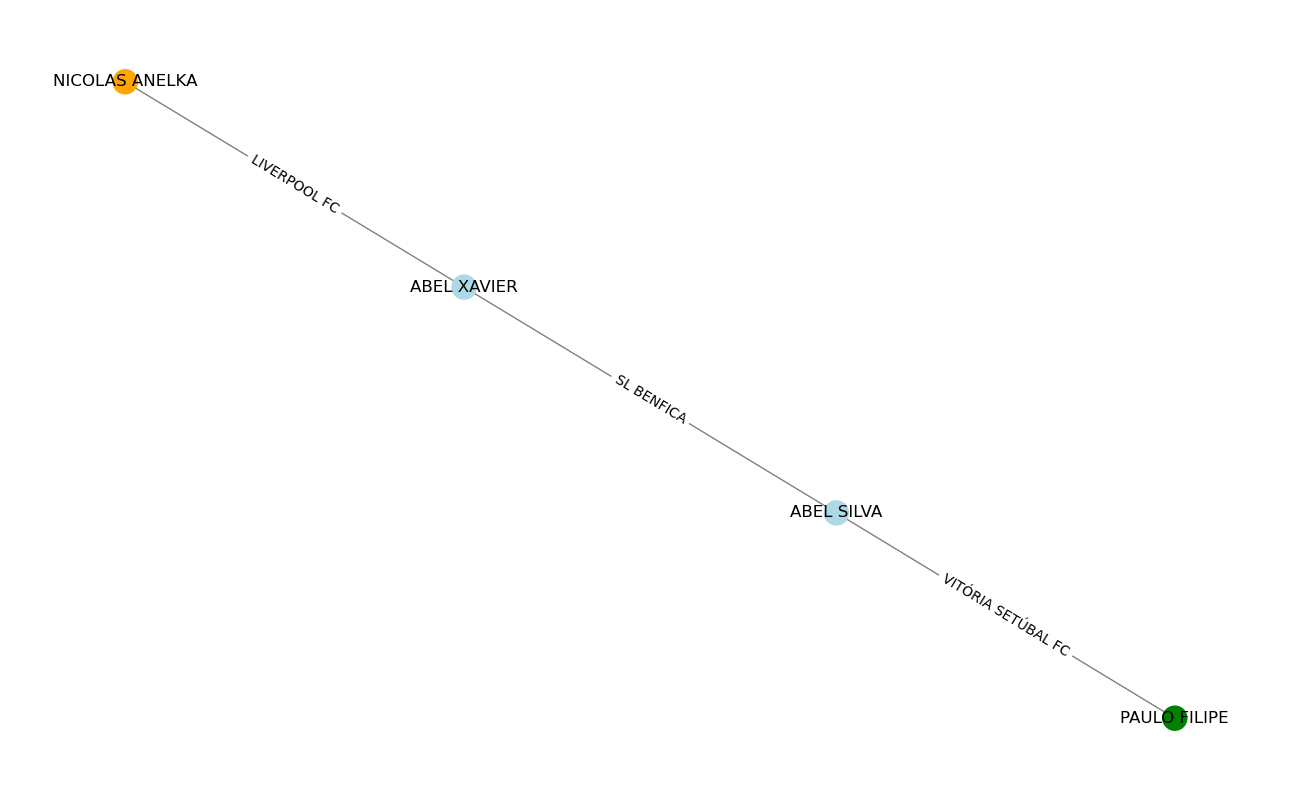 NICOLAS ANELKA
LIVERPOOL FC
ABEL XAVIER
SL BENFICA
ABEL SILVA
VITÓRIA SETÚBAL FC
PAULO FILIPE